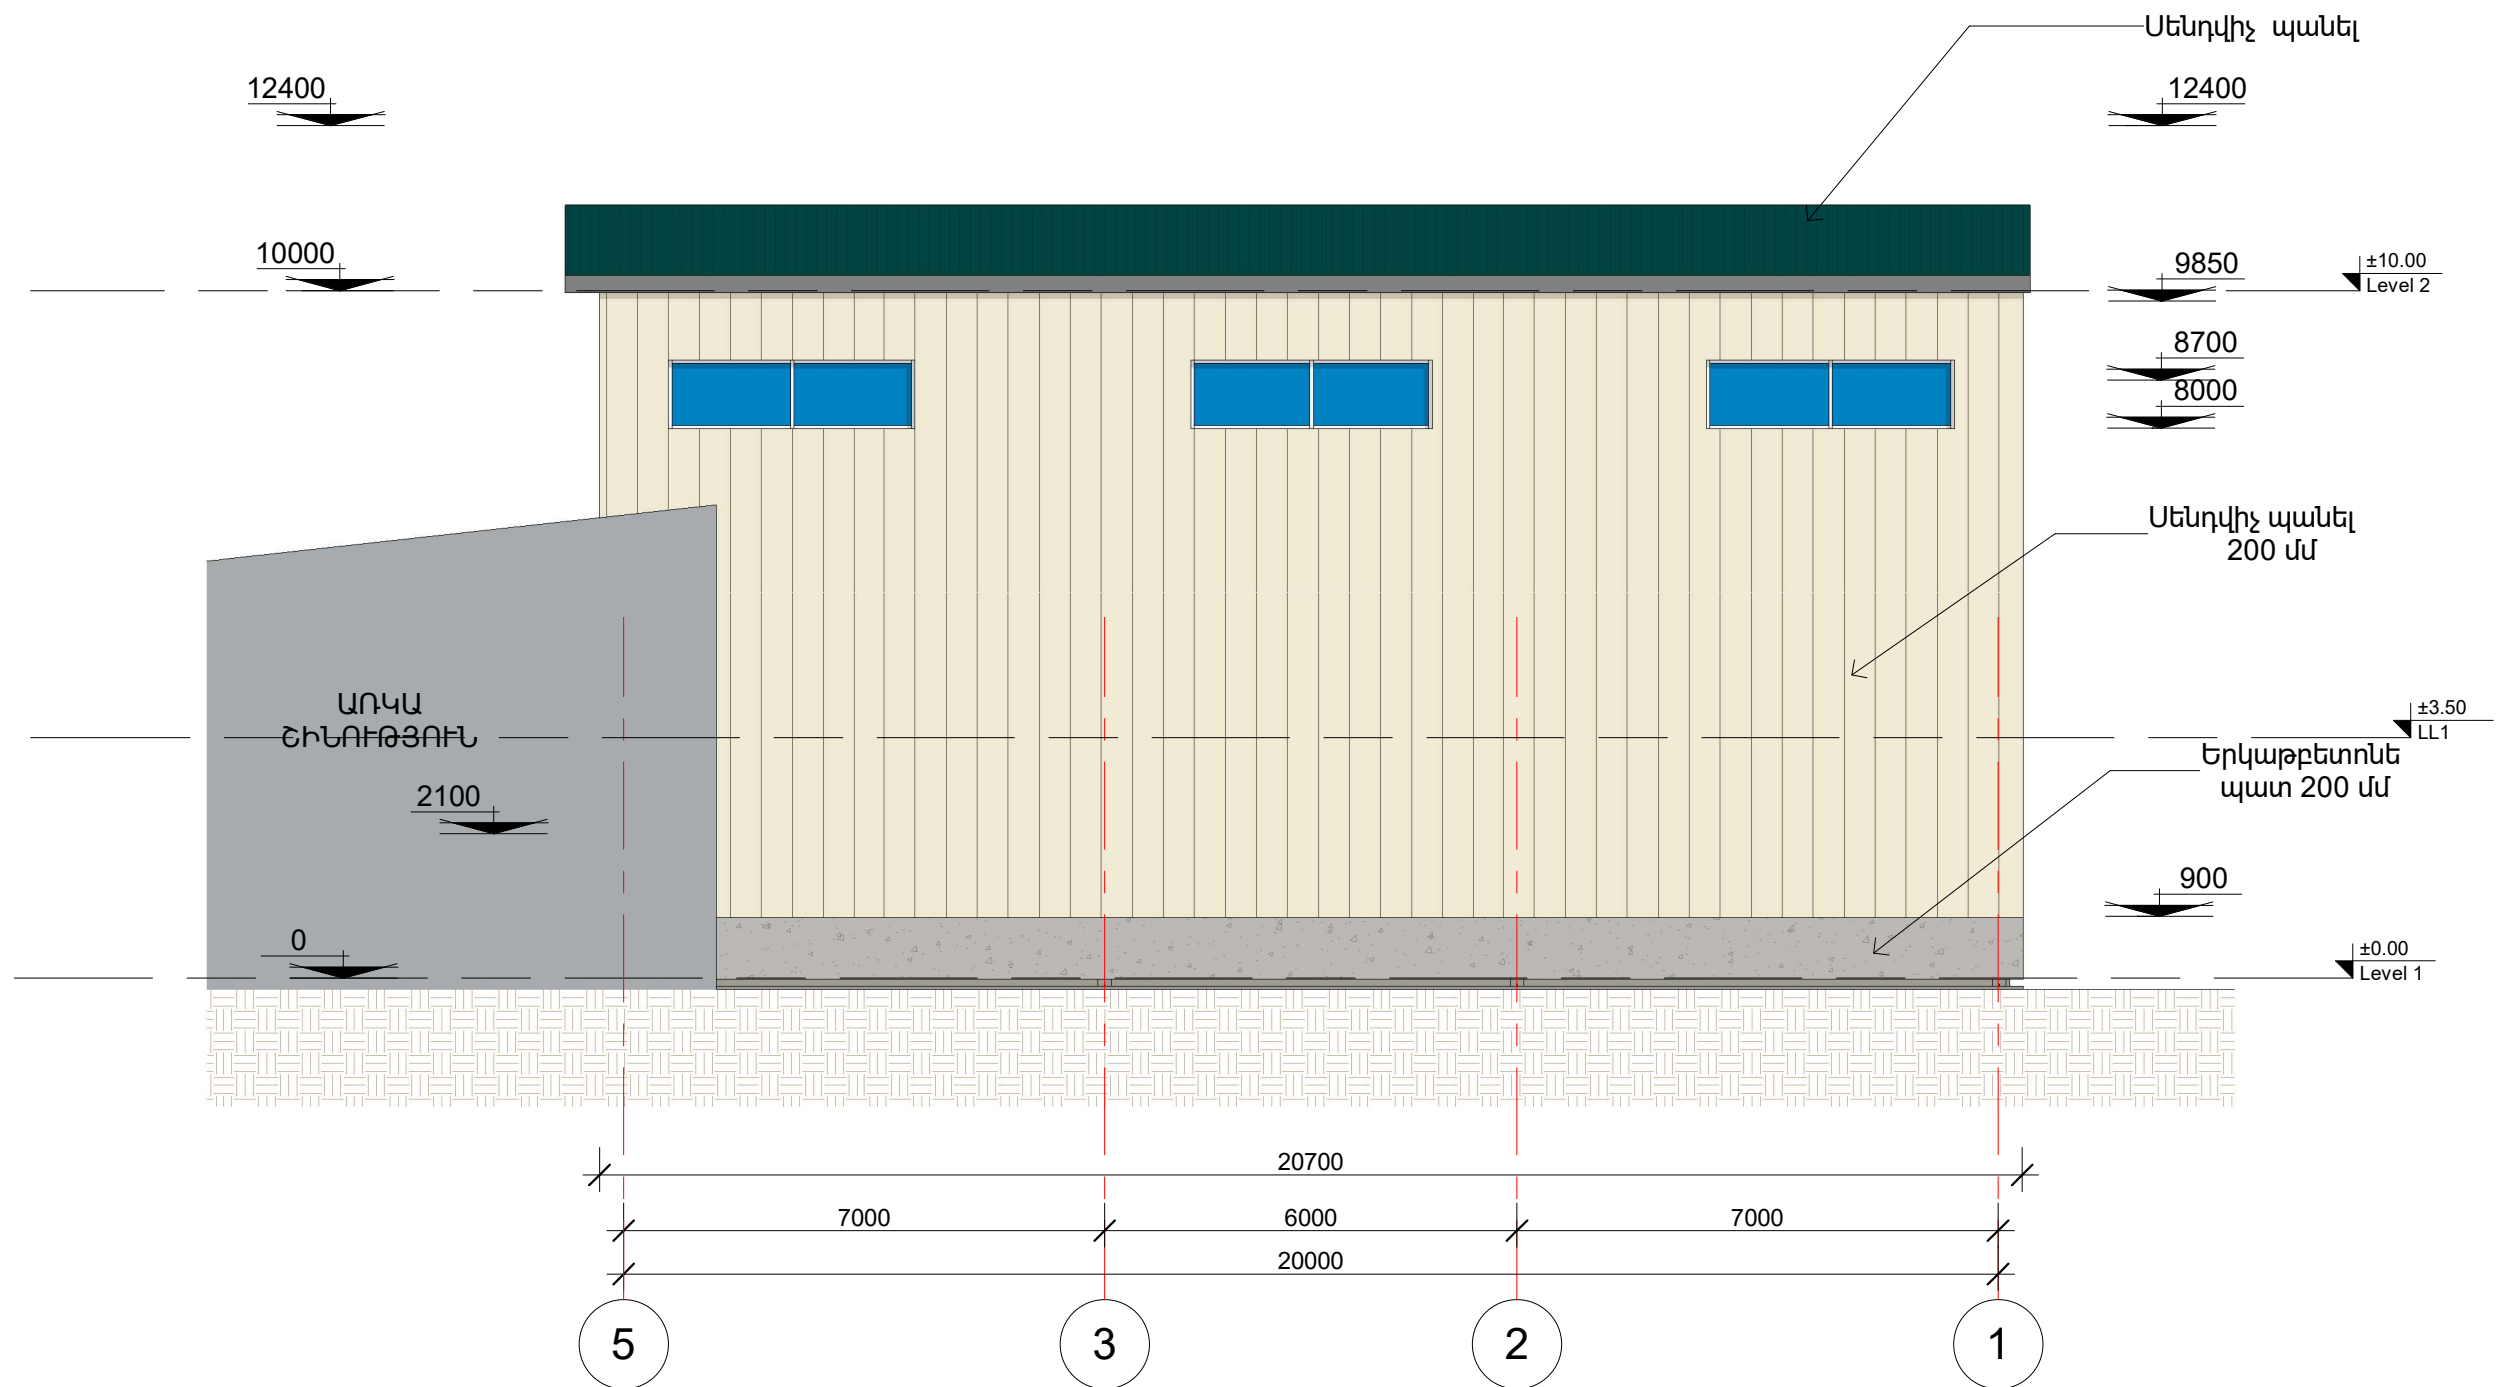 Սենդվիչ պանել
12400
12400
10000
9850
±10.00
Level 2
8700
8000
Սենդվիչ պանել
200 մմ
ԱՌԿԱ
ՇԻՆՈՒԹՅՈՒՆ
±3.50
LL1
Երկաթբետոնե
պատ 200 մմ
2100
900
0
±0.00
Level 1
20700
7000
6000
7000
20000
5
3
2
1